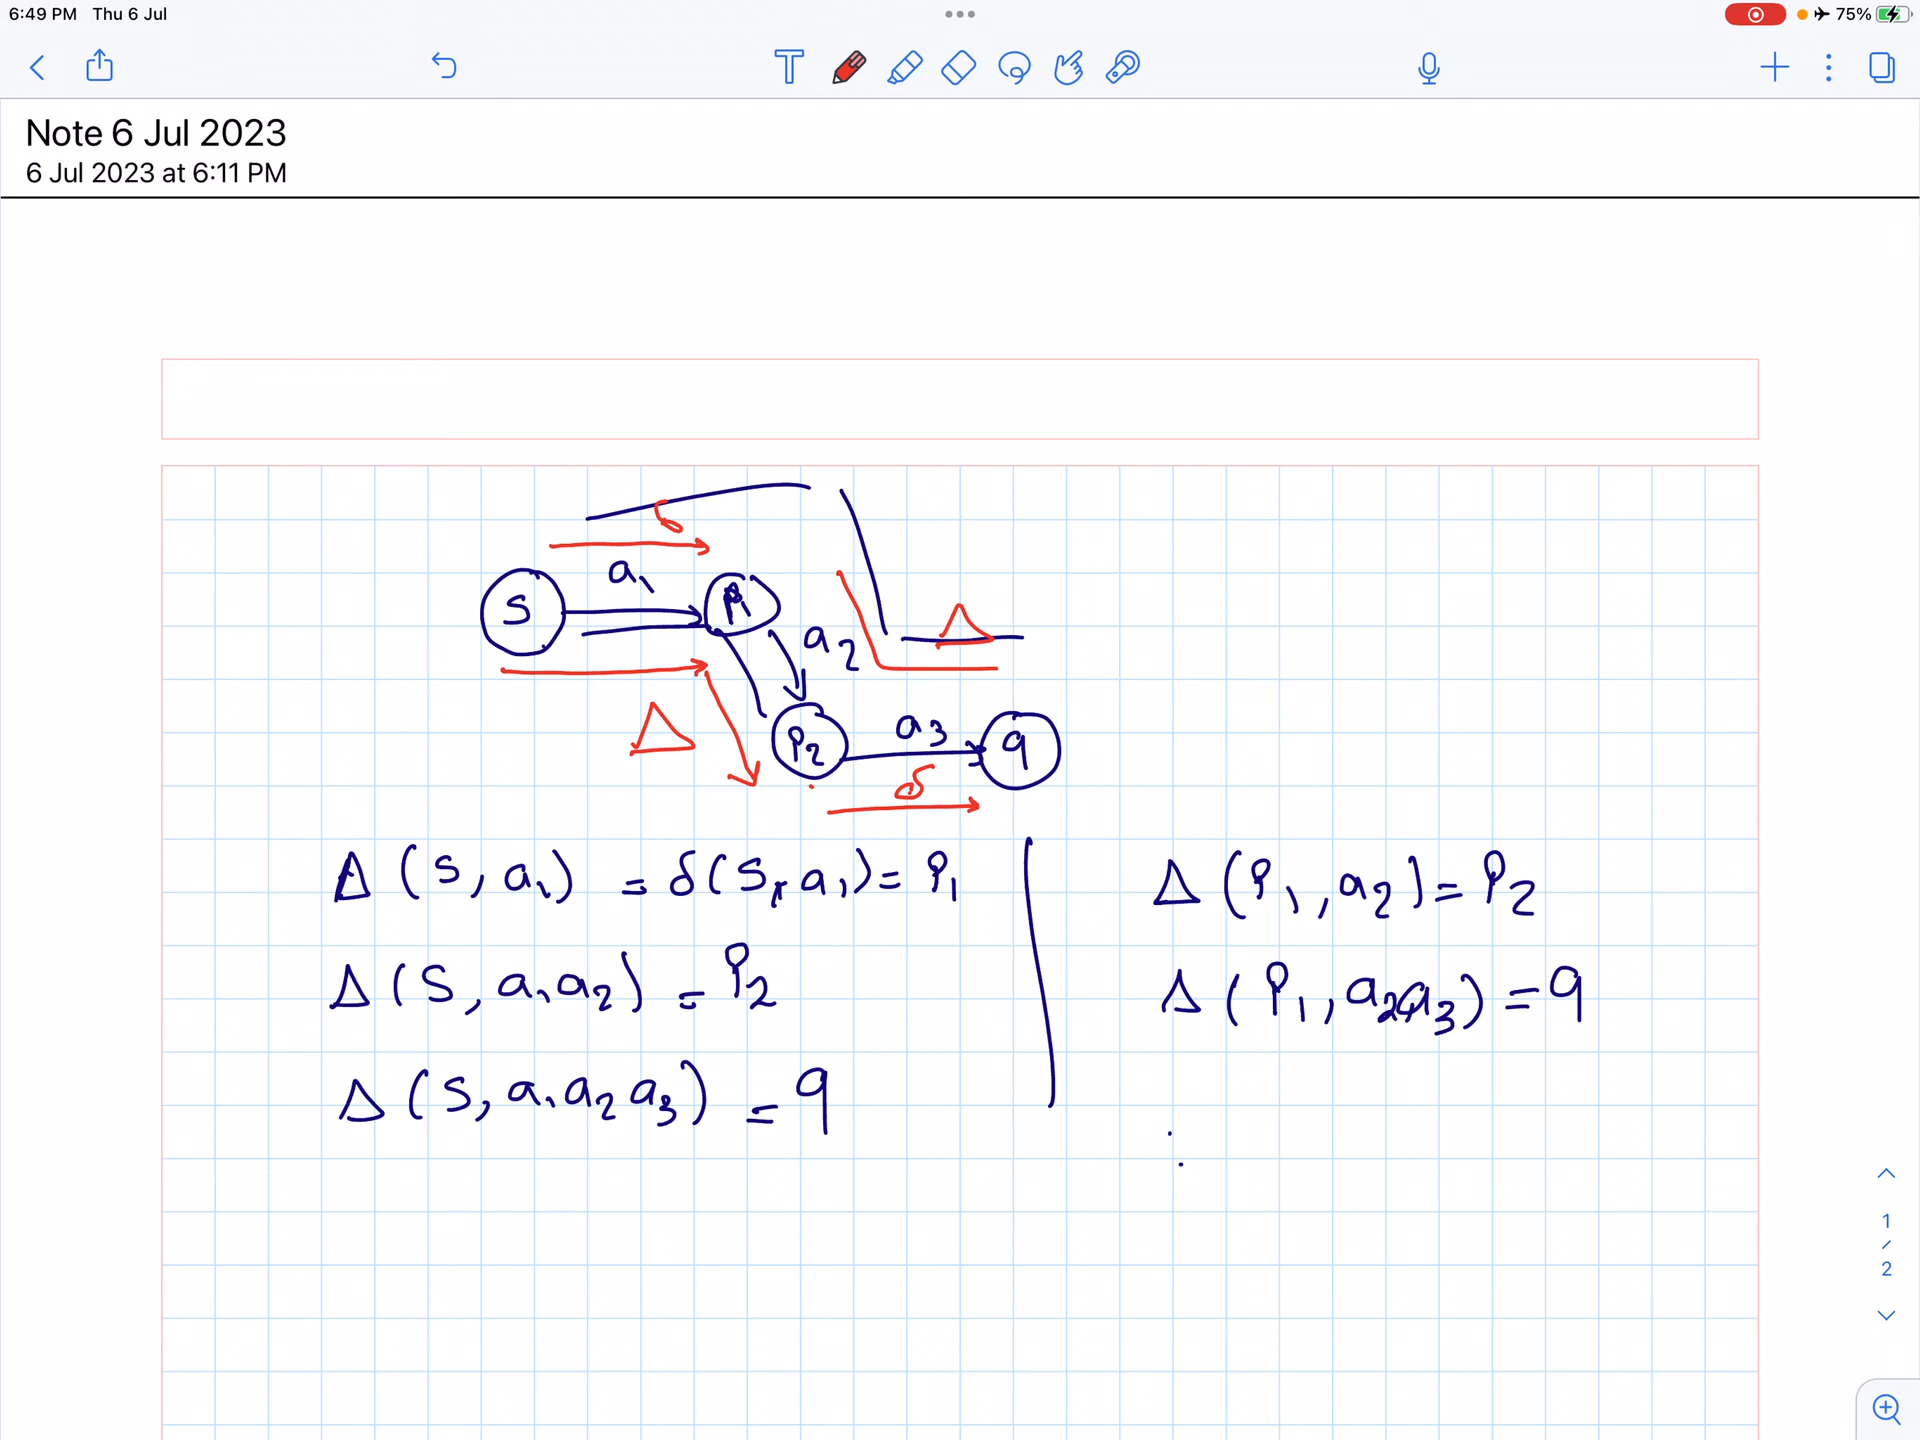 6:49 PM Thu 6 Jul
75%
Note 6 Jul 2023
6 Jul 2023 at 6:11 PM
δ
a₁
S
P₁
a₂
Δ
Δ
P₂
a₃
q
δ
Δ(S, a₁) = δ(S, a₁) = P₁
Δ(P₁, a₂) = P₂
Δ(S, a₁a₂) = P₂
Δ(P₁, a₂a₃) = q
Δ(S, a₁a₂a₃) = q
1
/
2